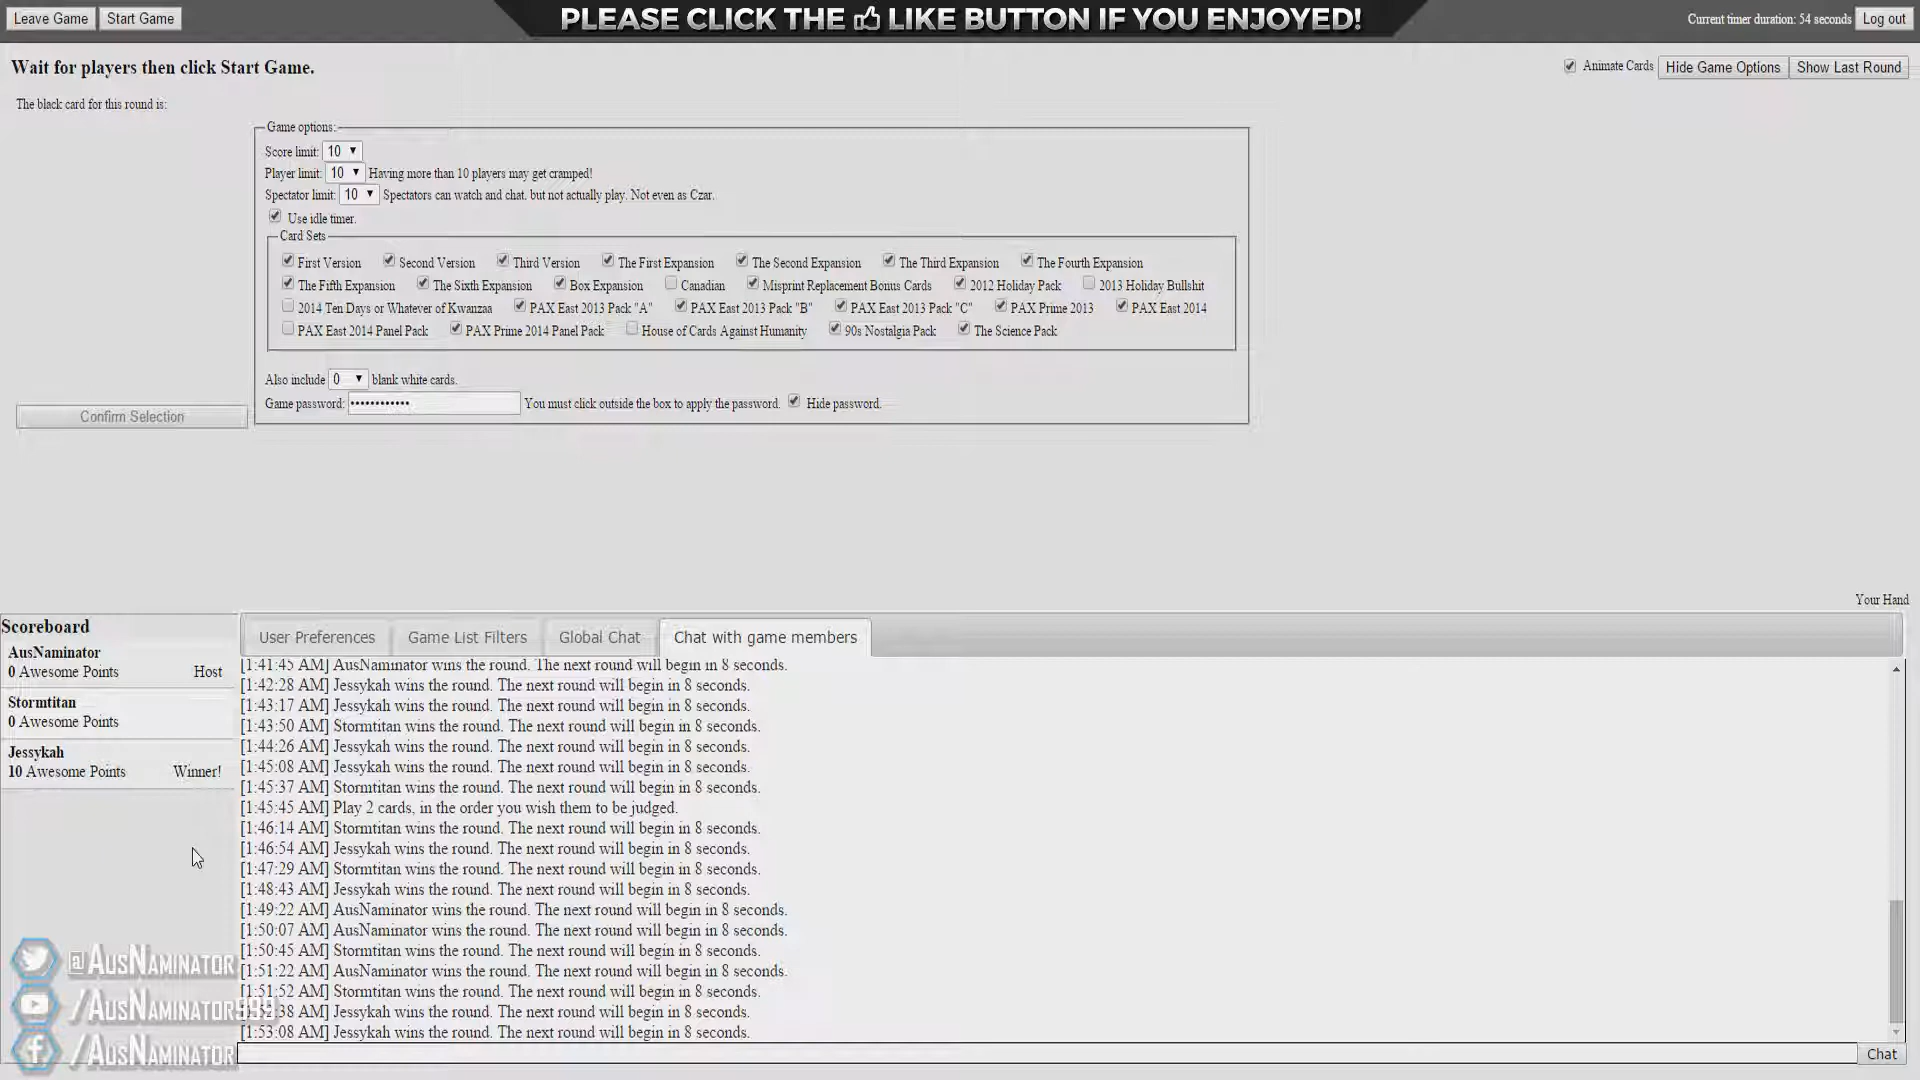 Leave Game Start Game PLEASE CLICK THE LIKE BUTTON IF YOU ENJOYED! Current timer duration: 54 seconds Log out
Wait for players then click Start Game. Animate Cards Hide Game Options Show Last Round
The black card for this round is:
Game options:
Score limit: 10
Player limit: 10 Having more than 10 players may get cramped!
Spectator limit: 10 Spectators can watch and chat, but not actually play. Not even as Czar.
Use idle timer.
Card Sets
First Version Second Version Third Version The First Expansion The Second Expansion The Third Expansion The Fourth Expansion
The Fifth Expansion The Sixth Expansion Box Expansion Canadian Misprint Replacement Bonus Cards 2012 Holiday Pack 2013 Holiday Bullshit
2014 Ten Days or Whatever of Kwanzaa PAX East 2013 Pack "A" PAX East 2013 Pack "B" PAX East 2013 Pack "C" PAX Prime 2013 PAX East 2014
PAX East 2014 Panel Pack PAX Prime 2014 Panel Pack House of Cards Against Humanity 90s Nostalgia Pack The Science Pack
Also include 0 blank white cards.
Game password: •••••••••••• You must click outside the box to apply the password. Hide password.
Confirm Selection
Your Hand
Scoreboard
AusNaminator
0 Awesome Points Host
Stormtitan
0 Awesome Points
Jessykah
10 Awesome Points Winner!
User Preferences Game List Filters Global Chat Chat with game members
[1:41:45 AM] AusNaminator wins the round. The next round will begin in 8 seconds.
[1:42:28 AM] Jessykah wins the round. The next round will begin in 8 seconds.
[1:43:17 AM] Jessykah wins the round. The next round will begin in 8 seconds.
[1:43:50 AM] Stormtitan wins the round. The next round will begin in 8 seconds.
[1:44:26 AM] Jessykah wins the round. The next round will begin in 8 seconds.
[1:45:08 AM] Jessykah wins the round. The next round will begin in 8 seconds.
[1:45:37 AM] Stormtitan wins the round. The next round will begin in 8 seconds.
[1:45:45 AM] Play 2 cards, in the order you wish them to be judged.
[1:46:14 AM] Stormtitan wins the round. The next round will begin in 8 seconds.
[1:46:54 AM] Jessykah wins the round. The next round will begin in 8 seconds.
[1:47:29 AM] Stormtitan wins the round. The next round will begin in 8 seconds.
[1:48:43 AM] Jessykah wins the round. The next round will begin in 8 seconds.
[1:49:22 AM] AusNaminator wins the round. The next round will begin in 8 seconds.
[1:50:07 AM] AusNaminator wins the round. The next round will begin in 8 seconds.
[1:50:45 AM] Stormtitan wins the round. The next round will begin in 8 seconds.
[1:51:22 AM] AusNaminator wins the round. The next round will begin in 8 seconds.
[1:51:52 AM] Stormtitan wins the round. The next round will begin in 8 seconds.
:38 AM] Jessykah wins the round. The next round will begin in 8 seconds.
[1:53:08 AM] Jessykah wins the round. The next round will begin in 8 seconds.
@AusNaminator
/AusNaminator999
/AusNaminator
Chat